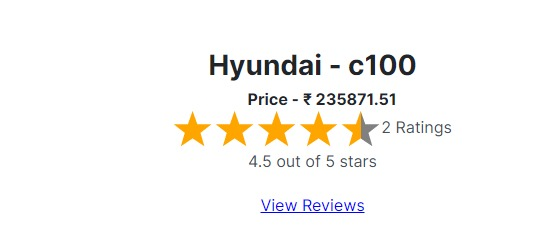 Hyundai - c100
Price - ₹ 235871.51
2 Ratings
4.5 out of 5 stars
View Reviews